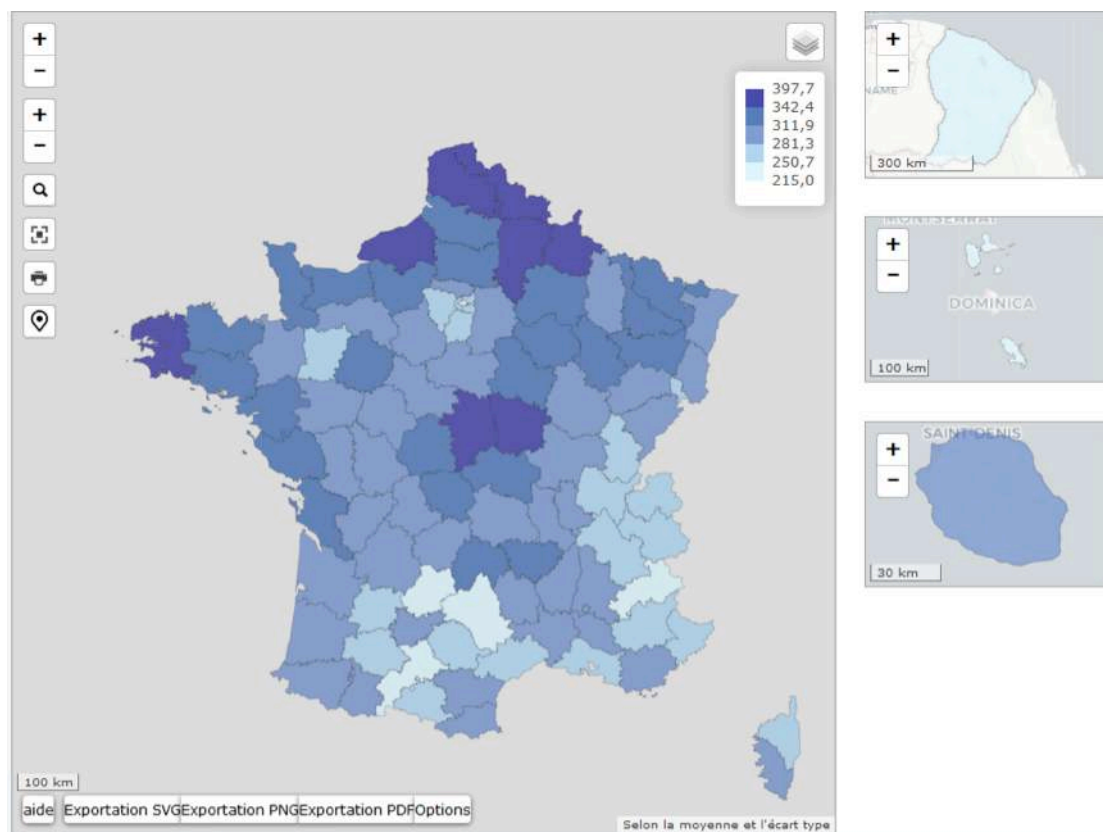 +
−
+
−
397,7
342,4
311,9
281,3
250,7
215,0
100 km
aide
Exportation SVG
Exportation PNG
Exportation PDF
Options
Selon la moyenne et l'écart type
+
−
NAME
300 km
+
−
DOMINICA
100 km
+
−
SAINT-DENIS
30 km